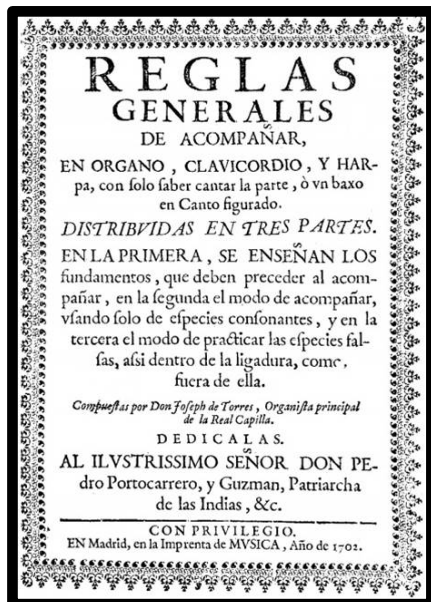 REGLAS
GENERALES
DE ACOMPAÑAR,
EN ORGANO, CLAVICORDIO, Y HAR-
pa, con ſolo ſaber cantar la parte, ò vn baxo
en Canto figurado.
DISTRIBVIDAS EN TRES PARTES.
EN LA PRIMERA, SE ENSEÑAN LOS
fundamentos, que deben preceder al acom-
pañar, en la ſegunda el modo de acompañar,
vſando ſolo de eſpecies conſonantes, y en la
tercera el modo de practicar las eſpecies fal-
ſas, aſsi dentro de la ligadura, como,
fuera de ella.
Compueſtas por Don Joſeph de Torres, Organiſta principal
de la Real Capilla.
DEDICALAS.
AL ILVSTRISSIMO SEÑOR DON PE-
dro Portocarrero, y Guzman, Patriarcha
de las Indias, &c.
CON PRIVILEGIO.
EN Madrid, en la Imprenta de MVSICA, Año de 1702.